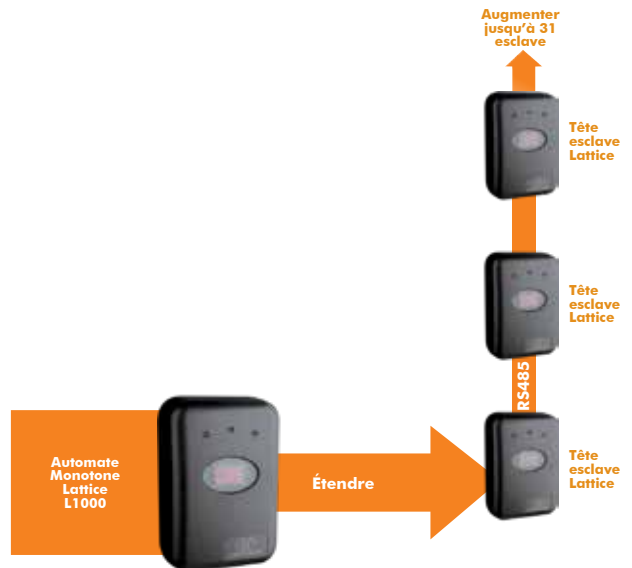 Augmenter
jusqu'à 31
esclave
Tête
esclave
Lattice
Tête
esclave
Lattice
RS485
Automate
Monotone
Lattice
L1000
Étendre
Tête
esclave
Lattice